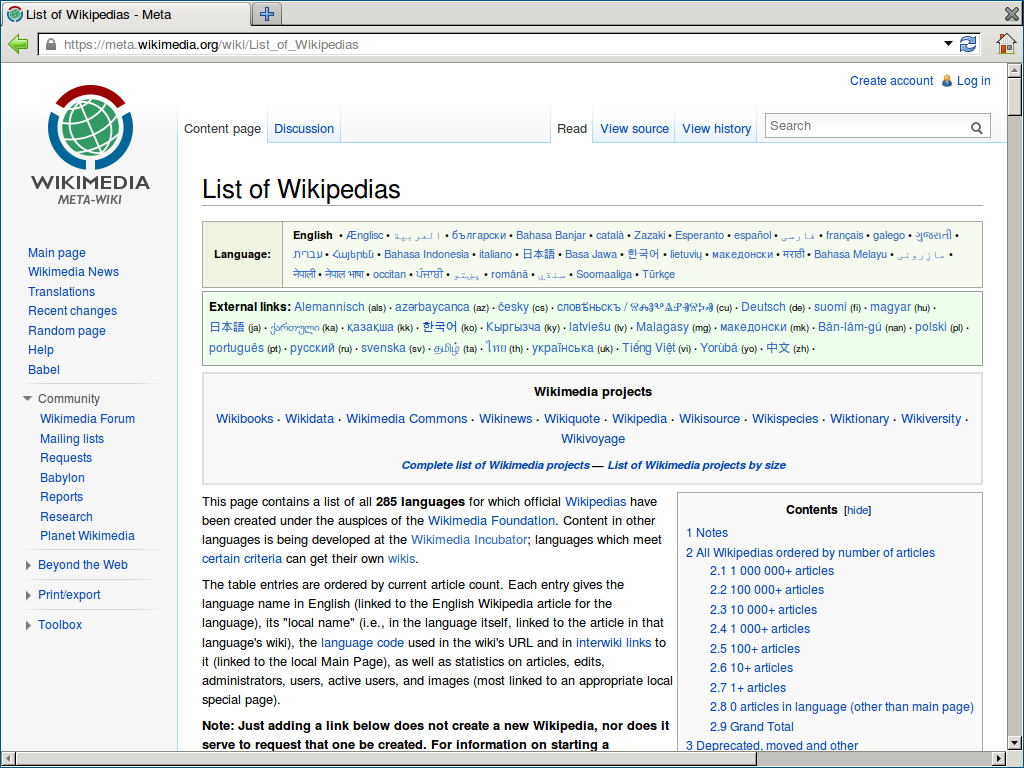 List of Wikipedias - Meta
https://meta.wikimedia.org/wiki/List_of_Wikipedias
Create account Log in
WIKIMEDIA
META-WIKI
Content page Discussion Read View source View history Search
List of Wikipedias
Language:
English • Ænglisc • العربية • български • Bahasa Banjar • català • Zazaki • Esperanto • español • فارسی • français • galego • ગુજરાતી •
עברית • Հայերեն • Bahasa Indonesia • italiano • 日本語 • Basa Jawa • 한국어 • lietuvių • македонски • मराठी • Bahasa Melayu • مازِرونی •
नेपाली • नेपाल भाषा • occitan • ਪੰਜਾਬੀ • پښتو • română • سنڌي • Soomaaliga • Türkçe
External links: Alemannisch (als) · azərbaycanca (az) · česky (cs) · словѣньскъ / ⰔⰎⰑⰂⰡⰐⰠⰔⰍⰟ (cu) · Deutsch (de) · suomi (fi) · magyar (hu) ·
日本語 (ja) · ქართული (ka) · қазақша (kk) · 한국어 (ko) · Кыргызча (ky) · latviešu (lv) · Malagasy (mg) · македонски (mk) · Bân-lâm-gú (nan) · polski (pl) ·
português (pt) · русский (ru) · svenska (sv) · தமிழ் (ta) · ไทย (th) · українська (uk) · Tiếng Việt (vi) · Yorùbá (yo) · 中文 (zh) ·
Wikimedia projects
Wikibooks · Wikidata · Wikimedia Commons · Wikinews · Wikiquote · Wikipedia · Wikisource · Wikispecies · Wiktionary · Wikiversity ·
Wikivoyage
Complete list of Wikimedia projects — List of Wikimedia projects by size
Main page
Wikimedia News
Translations
Recent changes
Random page
Help
Babel
Community
Wikimedia Forum
Mailing lists
Requests
Babylon
Reports
Research
Planet Wikimedia
Beyond the Web
Print/export
Toolbox
This page contains a list of all 285 languages for which official Wikipedias have
been created under the auspices of the Wikimedia Foundation. Content in other
languages is being developed at the Wikimedia Incubator; languages which meet
certain criteria can get their own wikis.
The table entries are ordered by current article count. Each entry gives the
language name in English (linked to the English Wikipedia article for the
language), its "local name" (i.e., in the language itself, linked to the article in that
language's wiki), the language code used in the wiki's URL and in interwiki links to
it (linked to the local Main Page), as well as statistics on articles, edits,
administrators, users, active users, and images (most linked to an appropriate local
special page).
Note: Just adding a link below does not create a new Wikipedia, nor does it
serve to request that one be created. For information on starting a
Contents [hide]
1 Notes
2 All Wikipedias ordered by number of articles
2.1 1 000 000+ articles
2.2 100 000+ articles
2.3 10 000+ articles
2.4 1 000+ articles
2.5 100+ articles
2.6 10+ articles
2.7 1+ articles
2.8 0 articles in language (other than main page)
2.9 Grand Total
3 Deprecated, moved and other